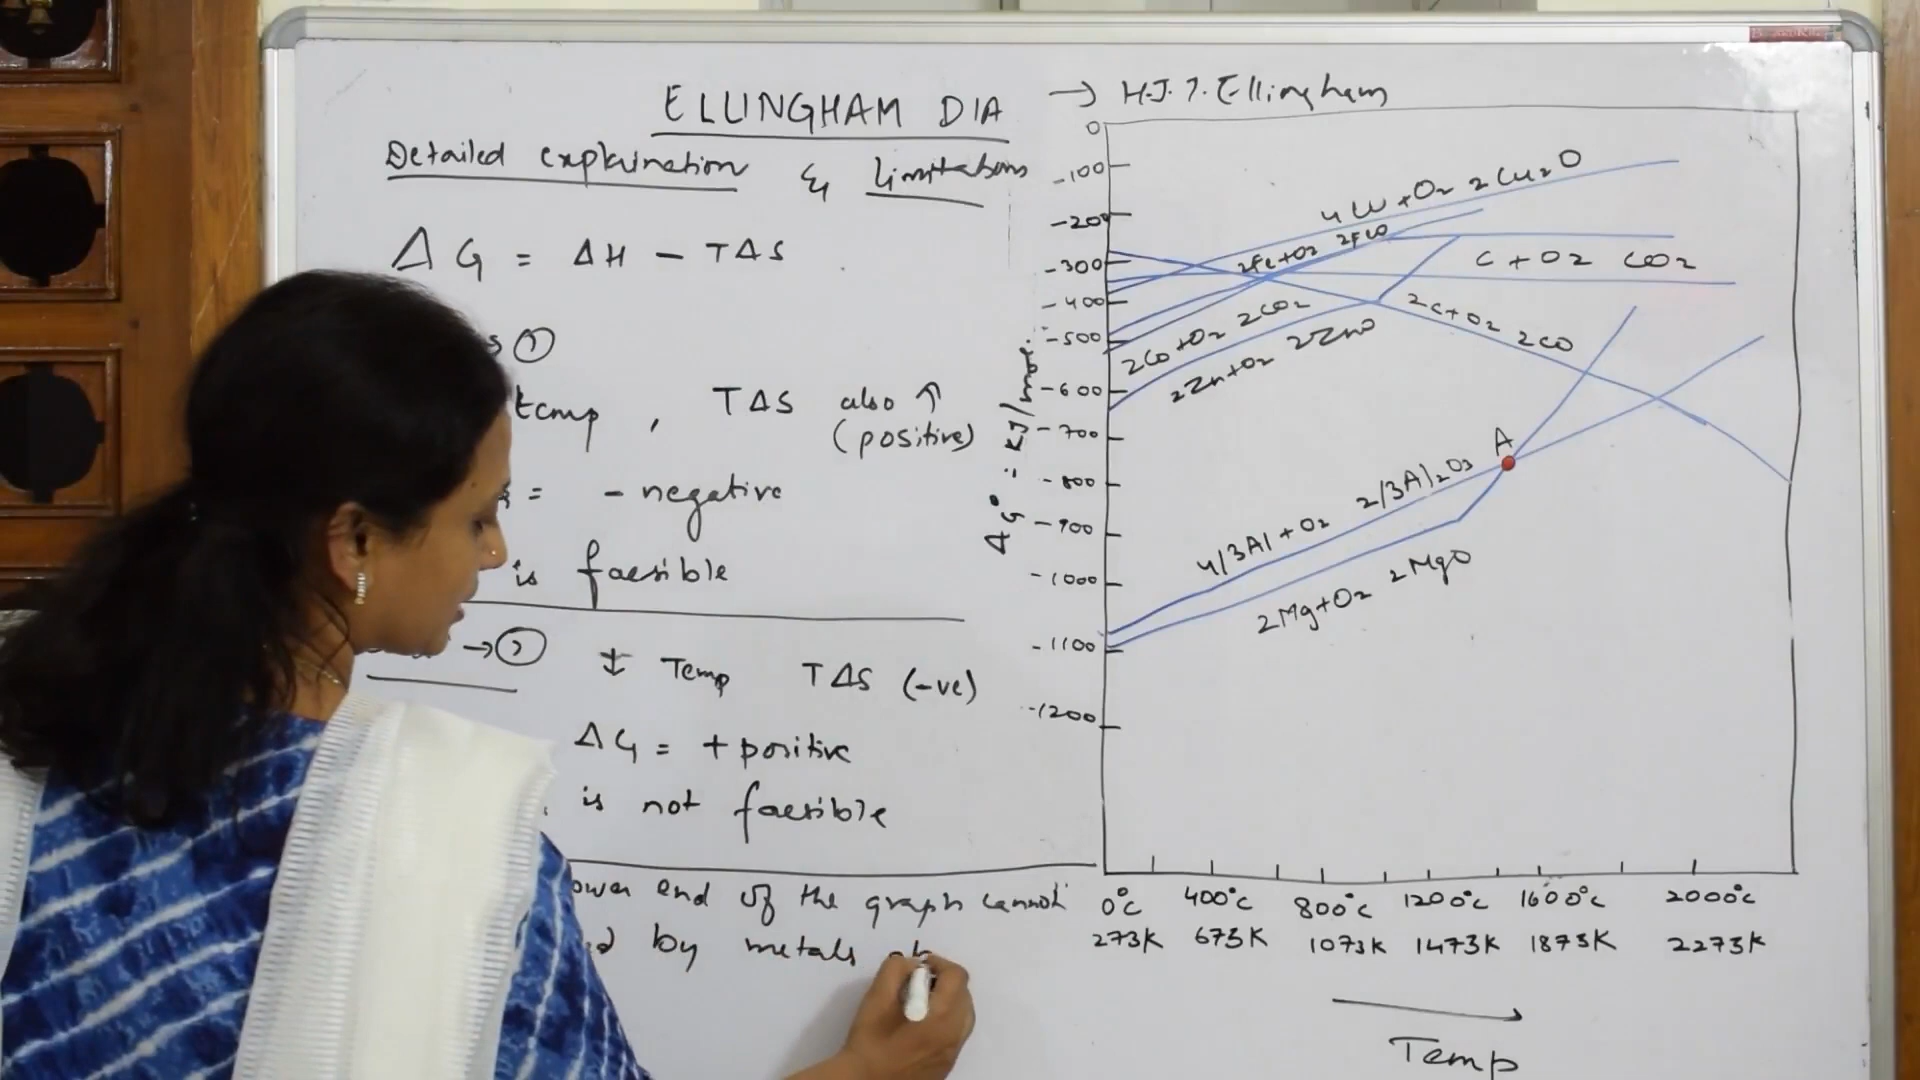 ELLINGHAM DIA → H.J.T. Ellingham
Detailed explaination & limitations
ΔG = ΔH - TΔS
①
temp , TΔS also ↑
(positive)
= - negative
is faesible
→ ②
↓ Temp TΔS (-ve)
ΔG = + positive
is not faesible
end of the graph cannot
by metals
0
-100
-200
-300
-400
-500
-600
-700
-800
-900
-1000
-1100
-1200
ΔG° = KJ/
+O2 2Cu2O
2Fe+O2 2FeO
C + O2 CO2
2Co+O2 2CO2
2C+O2 2CO
2Zn+O2 2ZnO
A
4/3Al+O2 2/3Al2O3
2Mg+O2 2MgO
0°C 400°C 800°C 1200°C 1600°C 2000°C
273K 673K 1073K 1473K 1873K 2273K
→
Temp